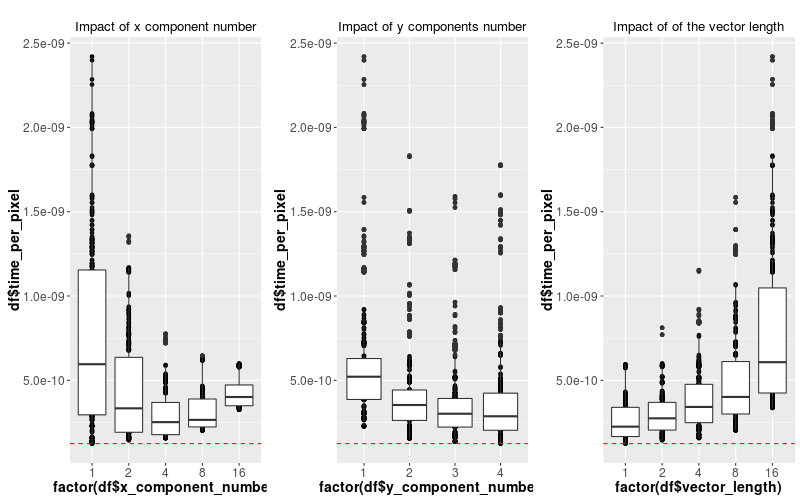 Impact of x component number
2.5e-09
2.0e-09
1.5e-09
1.0e-09
5.0e-10
df$time_per_pixel
1 2 4 8 16
factor(df$x_component_numbe
Impact of y components number
2.5e-09
2.0e-09
1.5e-09
1.0e-09
5.0e-10
df$time_per_pixel
1 2 3 4
factor(df$y_component_numbe
Impact of of the vector length
2.5e-09
2.0e-09
1.5e-09
1.0e-09
5.0e-10
df$time_per_pixel
1 2 4 8 16
factor(df$vector_length)